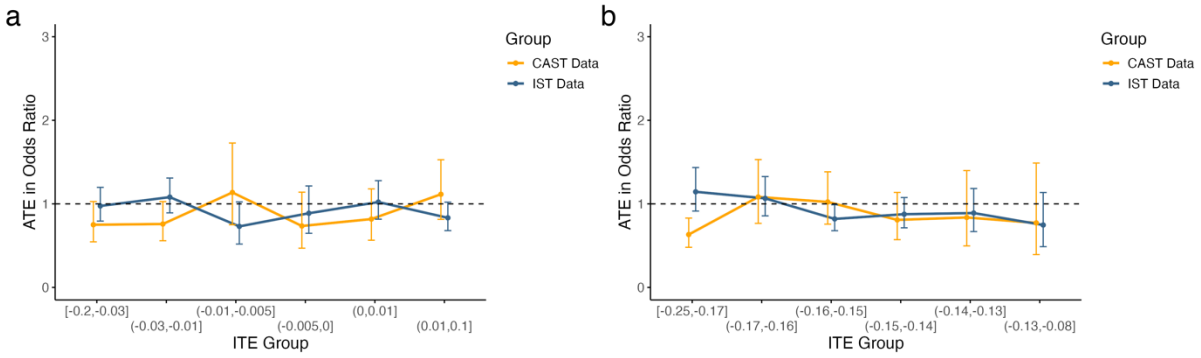 a
3
2
1
0
ATE in Odds Ratio
Group
CAST Data
IST Data
[-0.2,-0.03]
(-0.03,-0.01]
(-0.01,-0.005]
(-0.005,0]
(0,0.01]
(0.01,0.1]
ITE Group
b
3
2
1
0
ATE in Odds Ratio
Group
CAST Data
IST Data
[-0.25,-0.17]
(-0.17,-0.16]
(-0.16,-0.15]
(-0.15,-0.14]
(-0.14,-0.13]
(-0.13,-0.08]
ITE Group